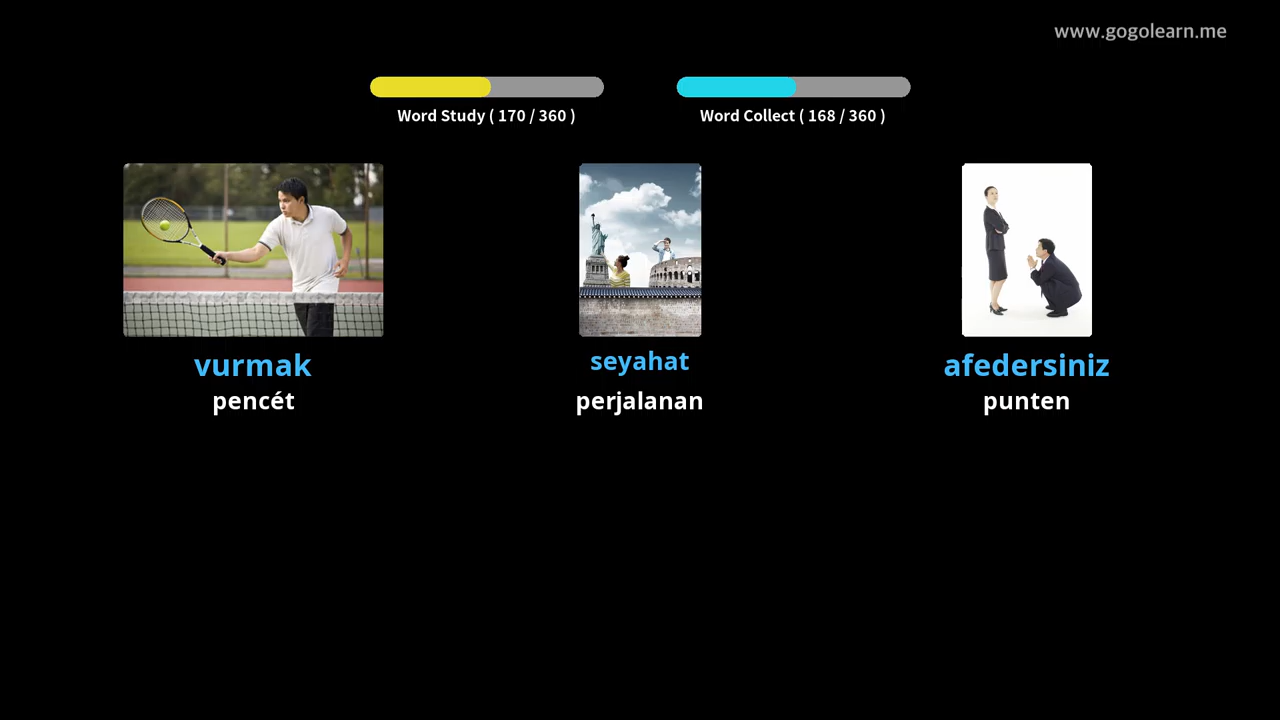 www.gogolearn.me
Word Study ( 170 / 360 )
Word Collect ( 168 / 360 )
vurmak
pencét
seyahat
perjalanan
afedersiniz
punten